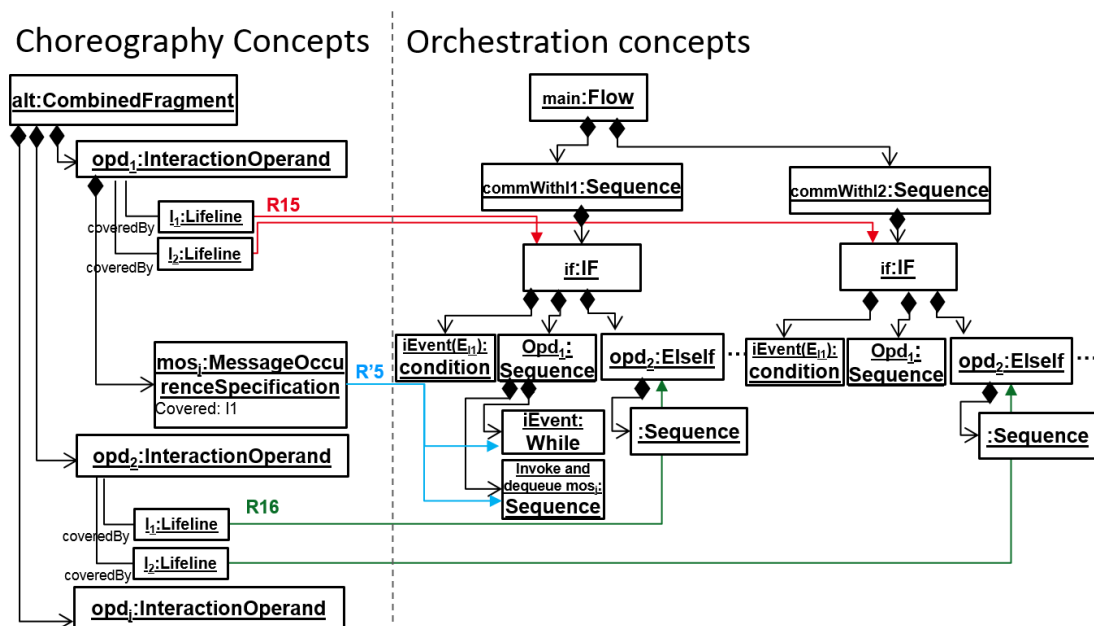 Choreography Concepts
Orchestration concepts
alt:CombinedFragment
opd1:InteractionOperand
l1:Lifeline
coveredBy
l2:Lifeline
coveredBy
R15
mosi:MessageOccu
renceSpecification
Covered: l1
R'5
opd2:InteractionOperand
R16
l1:Lifeline
coveredBy
l2:Lifeline
coveredBy
opdi:InteractionOperand
main:Flow
commWithl1:Sequence
commWithl2:Sequence
if:IF
if:IF
iEvent(El1):
condition
Opd1:
Sequence
opd2:ElseIf
...
iEvent(El1):
condition
Opd1:
Sequence
opd2:ElseIf
...
iEvent:
While
:Sequence
:Sequence
Invoke and
dequeue mosi:
Sequence